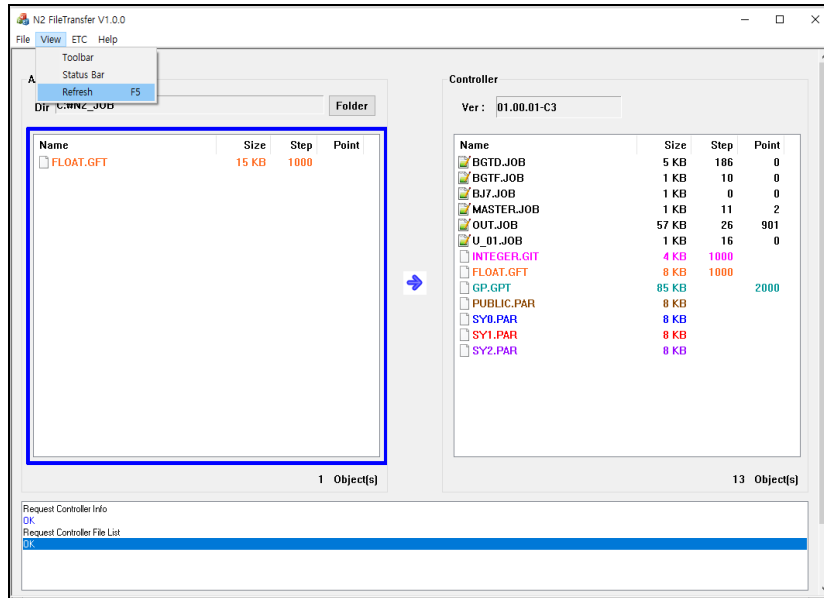 N2 FileTransfer V1.0.0
File View ETC Help
Toolbar
Status Bar
Refresh F5
Dir C:₩N2_JOB Folder
Name Size Step Point
FLOAT.GFT 15 KB 1000
1 Object(s)
Controller
Ver : 01.00.01-C3
Name Size Step Point
BGTD.JOB 5 KB 186 0
BGTF.JOB 1 KB 10 0
BJ7.JOB 1 KB 0 0
MASTER.JOB 1 KB 11 2
OUT.JOB 57 KB 26 901
U_01.JOB 1 KB 16 0
INTEGER.GIT 4 KB 1000
FLOAT.GFT 8 KB 1000
GP.GPT 85 KB 2000
PUBLIC.PAR 8 KB
SY0.PAR 8 KB
SY1.PAR 8 KB
SY2.PAR 8 KB
13 Object(s)
Request Controller Info
OK
Request Controller File List
OK